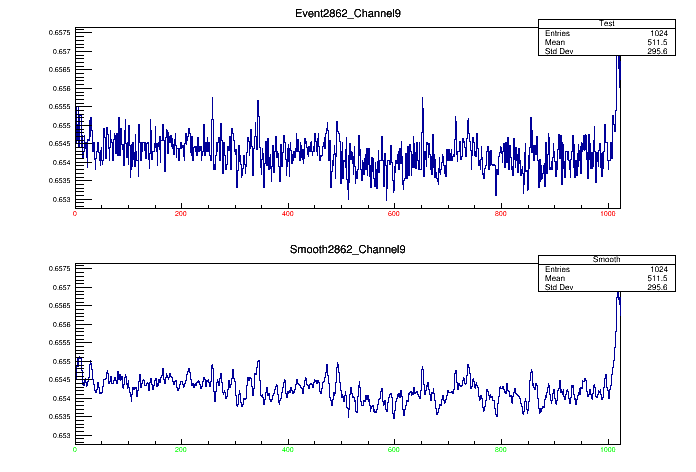 Event2862_Channel9
Test
Entries 1024
Mean 511.5
Std Dev 295.6
0.6575
0.657
0.6565
0.656
0.6555
0.655
0.6545
0.654
0.6535
0.653
0 200 400 600 800 1000
Smooth2862_Channel9
Smooth
Entries 1024
Mean 511.5
Std Dev 295.6
0.6575
0.657
0.6565
0.656
0.6555
0.655
0.6545
0.654
0.6535
0.653
0 200 400 600 800 1000